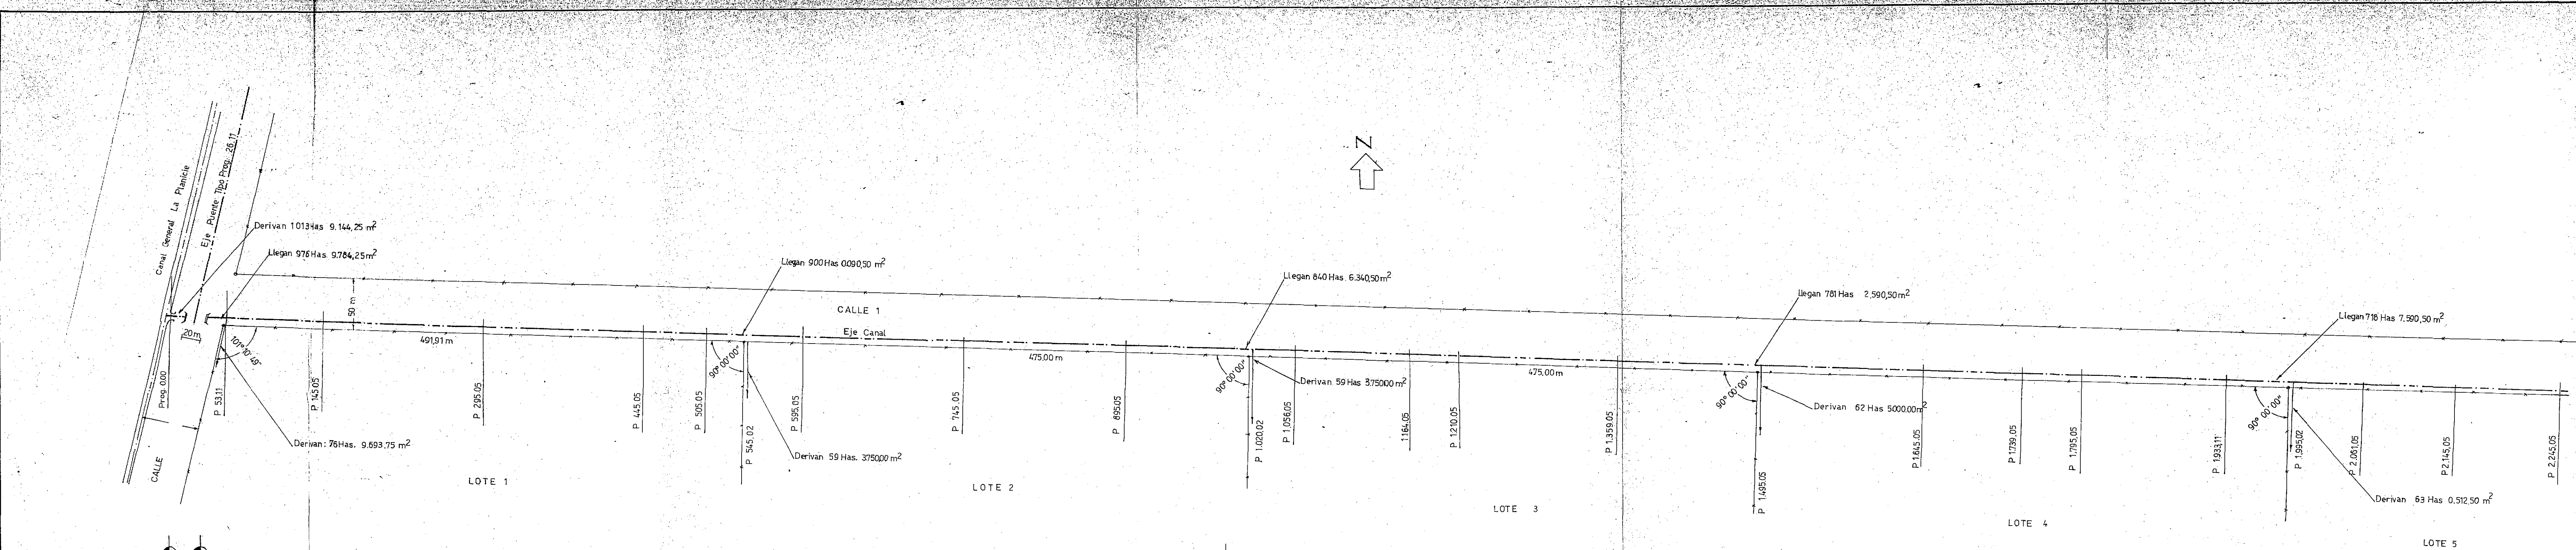 N
Canal General La Planicie
Eje Puente Tipo Prog: 26,11
Derivan 1013 Has 9.144,25 m²
Llegan 976 Has. 9.784,25 m²
Llegan 900 Has 0.090,50 m²
Llegan 840 Has. 6.340,50 m²
Llegan 781 Has 2.590,50 m²
Llegan 716 Has 7.590,50 m²
50 m
CALLE 1
Eje Canal
20 m
101° 10' 49"
491,91 m
90° 00' 00"
475,00 m
90° 00' 00"
475,00 m
90° 00' 00"
90° 00' 00"
Prog. 0.00
P 53,11
P 145.05
P 295.05
P 445.05
P 505.05
P 545,02
P 595.05
P 745.05
P 895.05
P 1.020,02
P 1.056.05
1.164.05
P 1.210.05
P 1.359.05
P 1.495.05
P 1.645.05
P 1.739.05
P 1.795.05
P 1.933,11
P 1.995,02
P 2.061.05
P 2.145.05
P 2.245.05
Derivan: 76 Has. 9.693,75 m²
Derivan 59 Has. 3.750,00 m²
Derivan 59 Has 3.750,00 m²
Derivan 62 Has 5.000,00 m²
Derivan 63 Has 0.512,50 m²
CALLE
LOTE 1
LOTE 2
LOTE 3
LOTE 4
LOTE 5